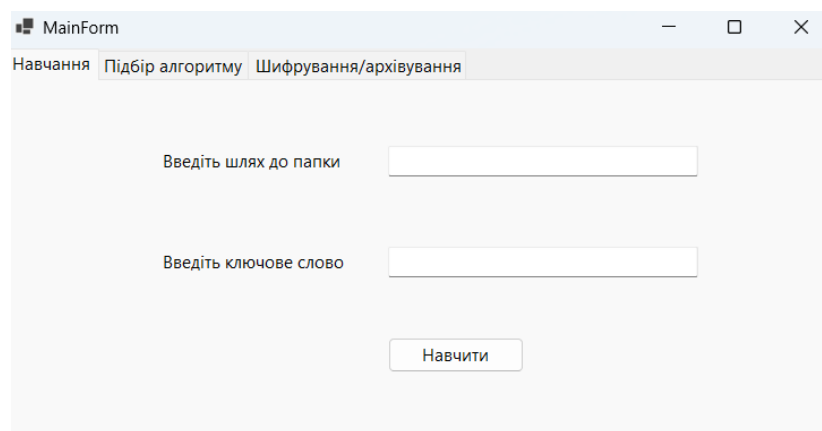 MainForm
Навчання Підбір алгоритму Шифрування/архівування
Введіть шлях до папки
Введіть ключове слово
Навчити